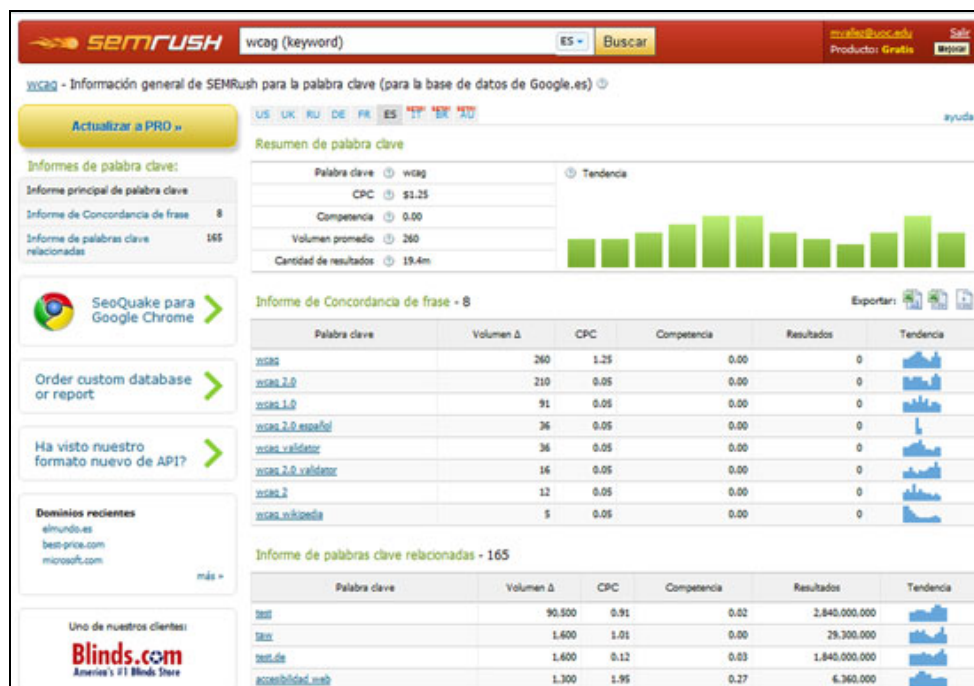 semrush
wcag (keyword)
ES
Buscar
mvallez@uoc.edu
Salir
Producto: Gratis
Mejorar
wcag - Información general de SEMRush para la palabra clave (para la base de datos de Google.es)
Actualizar a PRO »
US UK RU DE FR ES IT BR AU
ayuda
Resumen de palabra clave
Palabra clave wcag
CPC $1.25
Competencia 0.00
Volumen promedio 260
Cantidad de resultados 19.4m
Tendencia
Informes de palabra clave:
Informe principal de palabra clave
Informe de Concordancia de frase 8
Informe de palabras clave relacionadas 165
SeoQuake para
Google Chrome
Order custom database
or report
Ha visto nuestro
formato nuevo de API?
Dominios recientes
elmundo.es
best-price.com
microsoft.com
más »
Uno de nuestros clientes:
Blinds.com
America's #1 Blinds Store
Informe de Concordancia de frase - 8
Exportar:
Palabra clave Volumen Δ CPC Competencia Resultados Tendencia
wcag 260 1.25 0.00 0
wcag 2.0 210 0.05 0.00 0
wcag 1.0 91 0.05 0.00 0
wcag 2.0 español 36 0.05 0.00 0
wcag validator 36 0.05 0.00 0
wcag 2.0 validator 16 0.05 0.00 0
wcag 2 12 0.05 0.00 0
wcag wikipedia 5 0.05 0.00 0
Informe de palabras clave relacionadas - 165
Palabra clave Volumen Δ CPC Competencia Resultados Tendencia
test 90,500 0.91 0.02 2,840,000,000
taw 1,600 1.01 0.00 29,300,000
test.de 1,600 0.12 0.03 1,840,000,000
accesibilidad web 1,300 1.95 0.27 6,360,000